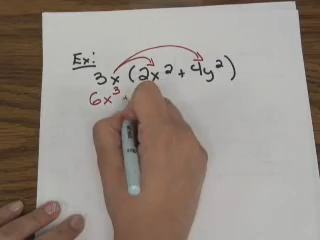 Ex:
3x (2x² + 4y²)
6x³ +